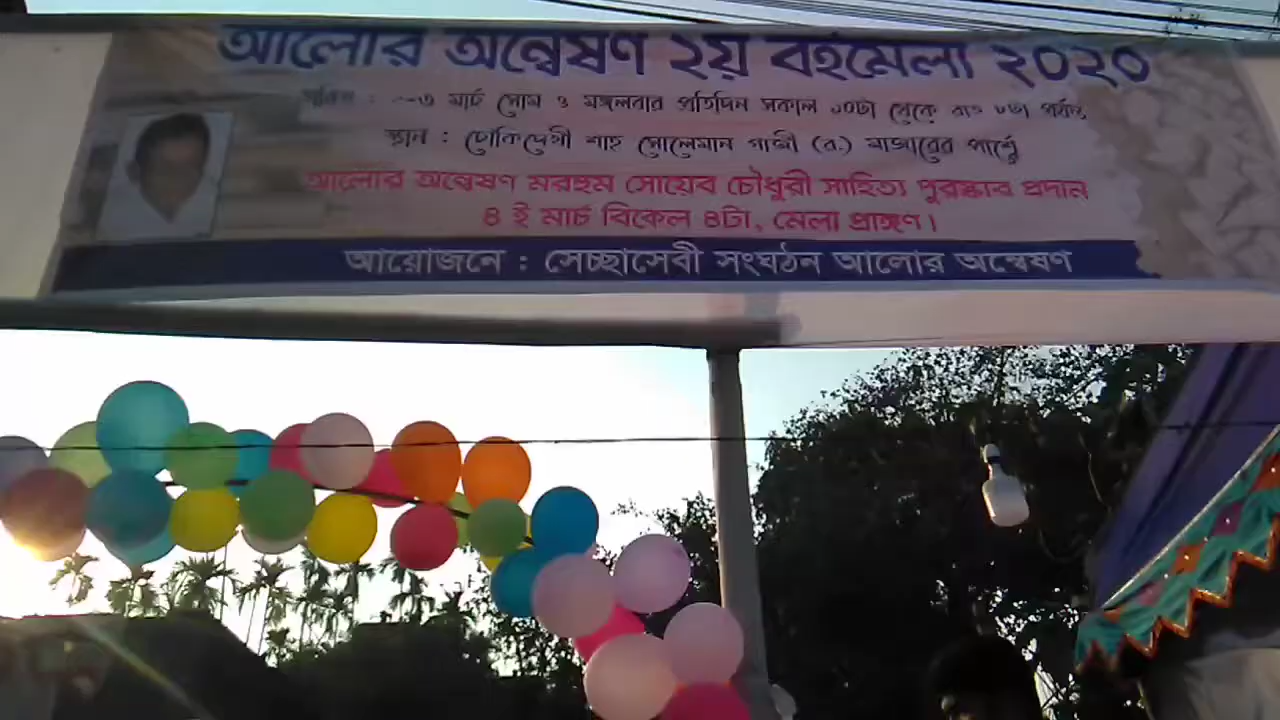 আলোর অন্বেষণ ২য় বইমেলা ২০২০
মার্চ সোম ও মঙ্গলবার প্রতিদিন সকাল ১০টা থেকে রাত ৮টা পর্যন্ত
স্থান : চৌকিদেখী শাহ সোলেমান গাজী (র.) মাজারের পার্শ্বে
আলোর অন্বেষণ মরহুম সোয়েব চৌধুরী সাহিত্য পুরস্কার প্রদান
৪ ই মার্চ বিকেল ৪টা, মেলা প্রাঙ্গণ।
আয়োজনে : সেচ্ছাসেবী সংঘঠন আলোর অন্বেষণ